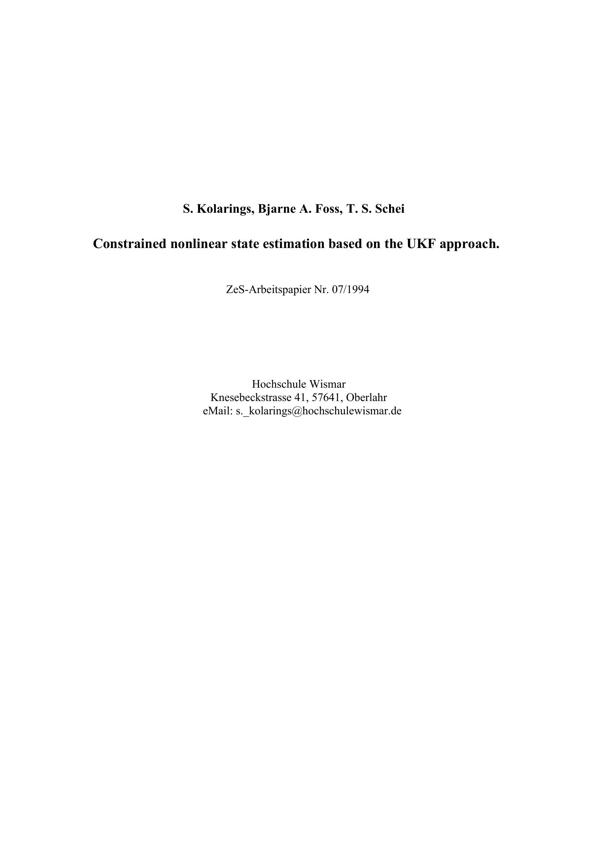 S. Kolarings, Bjarne A. Foss, T. S. Schei
Constrained nonlinear state estimation based on the UKF approach.
ZeS-Arbeitspapier Nr. 07/1994
Hochschule Wismar
Knesebeckstrasse 41, 57641, Oberlahr
eMail: s._kolarings@hochschulewismar.de